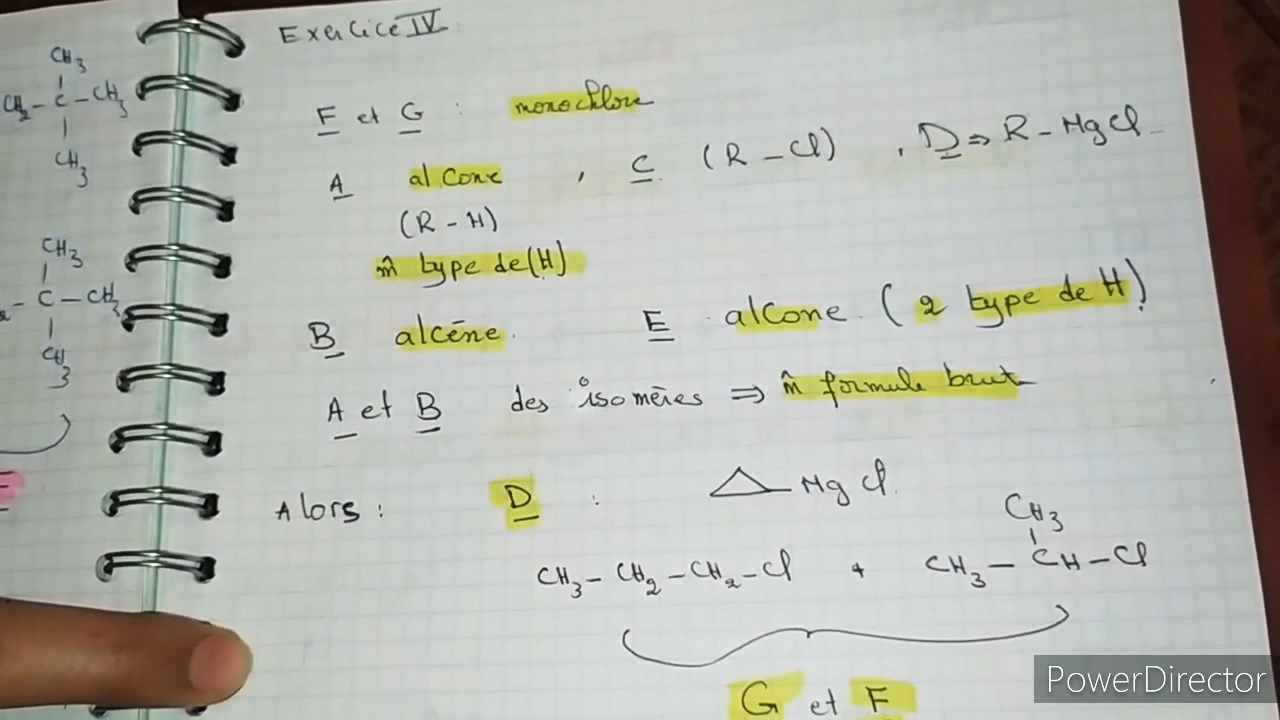 Exercice IV
F et G : monochlore
A alcane , C (R-Cl) , D ⇒ R-MgCl
(R-H)
m̂ type de(H)
B alcène. E alcane. (2 type de H)
A et B des isomères ⇒ m̂ formule brut
Alors : D : MgCl.
CH3-CH2-CH2-Cl + CH3-CH-Cl
CH3
G et F
CH3
CH2-C-CH3
CH3
CH3
-C-CH3
CH3
PowerDirector